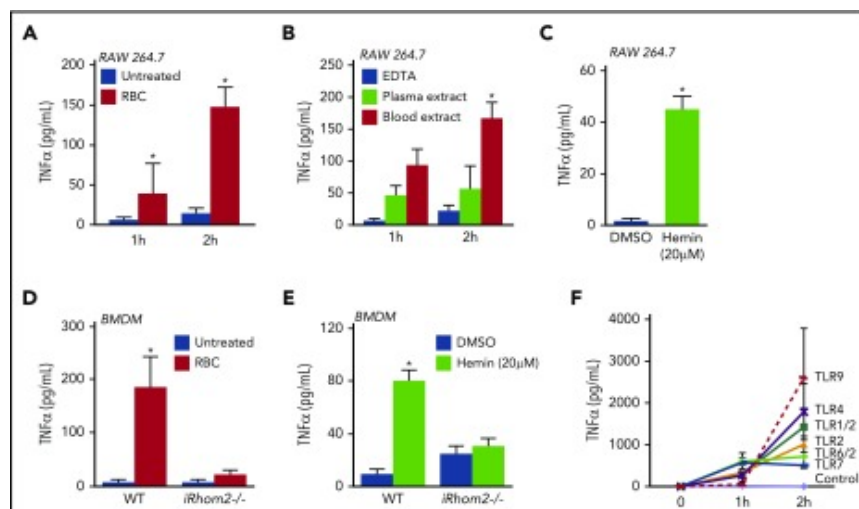 A
RAW 264.7
TNFα (pg/mL)
200
150
100
50
0
Untreated
RBC
*
*
1h
2h
B
RAW 264.7
TNFα (pg/mL)
250
200
150
100
50
0
EDTA
Plasma extract
Blood extract
*
1h
2h
C
RAW 264.7
TNFα (pg/mL)
60
40
20
0
*
DMSO
Hemin
(20μM)
D
BMDM
TNFα (pg/mL)
300
200
100
0
Untreated
RBC
*
WT
iRhom2-/-
E
BMDM
TNFα (pg/mL)
120
80
40
0
DMSO
Hemin (20μM)
*
WT
iRhom2-/-
F
TNFα (pg/mL)
4000
3000
2000
1000
0
TLR9
TLR4
TLR1/2
TLR2
TLR6/2
TLR7
Control
0
1h
2h